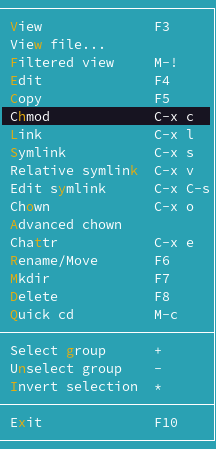 View F3
View file...
Filtered view M-!
Edit F4
Copy F5
Chmod C-x c
Link C-x l
Symlink C-x s
Relative symlink C-x v
Edit symlink C-x C-s
Chown C-x o
Advanced chown
Chattr C-x e
Rename/Move F6
Mkdir F7
Delete F8
Quick cd M-c
Select group +
Unselect group -
Invert selection *
Exit F10